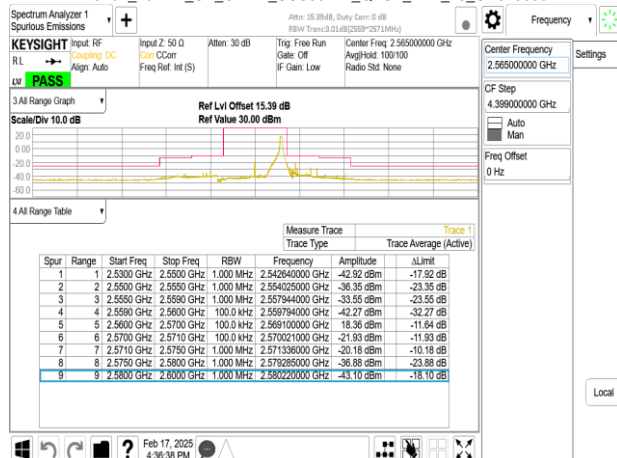 Spectrum Analyzer 1
Spurious Emissions
Attn: 15.39dB, Duty Corr: 0 dB
RBW Tranc:3.01dB(2559~2571MHz)
Frequency
KEYSIGHT Input: RF Input Z: 50 Ω Atten: 30 dB Trig: Free Run Center Freq: 2.565000000 GHz
RL Coupling: DC Corr CCorr Gate: Off Avg|Hold: 100/100
Align: Auto Freq Ref: Int (S) IF Gain: Low Radio Std: None
LXI PASS
Center Frequency
2.565000000 GHz
Settings
CF Step
4.399000000 GHz
Auto
Man
Freq Offset
0 Hz
3 All Range Graph
Ref Lvl Offset 15.39 dB
Scale/Div 10.0 dB Ref Value 30.00 dBm
20.0
0.00
-20.0
-40.0
-60.0
4 All Range Table
Measure Trace Trace 1
Trace Type Trace Average (Active)
Spur Range Start Freq Stop Freq RBW Frequency Amplitude ΔLimit
1 1 2.5300 GHz 2.5500 GHz 1.000 MHz 2.542640000 GHz -42.92 dBm -17.92 dB
2 2 2.5500 GHz 2.5550 GHz 1.000 MHz 2.554025000 GHz -36.35 dBm -23.35 dB
3 3 2.5550 GHz 2.5590 GHz 1.000 MHz 2.557944000 GHz -33.55 dBm -23.55 dB
4 4 2.5590 GHz 2.5600 GHz 100.0 kHz 2.559794000 GHz -42.27 dBm -32.27 dB
5 5 2.5600 GHz 2.5700 GHz 100.0 kHz 2.569100000 GHz 18.36 dBm -11.64 dB
6 6 2.5700 GHz 2.5710 GHz 100.0 kHz 2.570021000 GHz -21.93 dBm -11.93 dB
7 7 2.5710 GHz 2.5750 GHz 1.000 MHz 2.571336000 GHz -20.18 dBm -10.18 dB
8 8 2.5750 GHz 2.5800 GHz 1.000 MHz 2.579285000 GHz -36.88 dBm -23.88 dB
9 9 2.5800 GHz 2.6000 GHz 1.000 MHz 2.580220000 GHz -43.10 dBm -18.10 dB
Local
Feb 17, 2025
4:36:38 PM